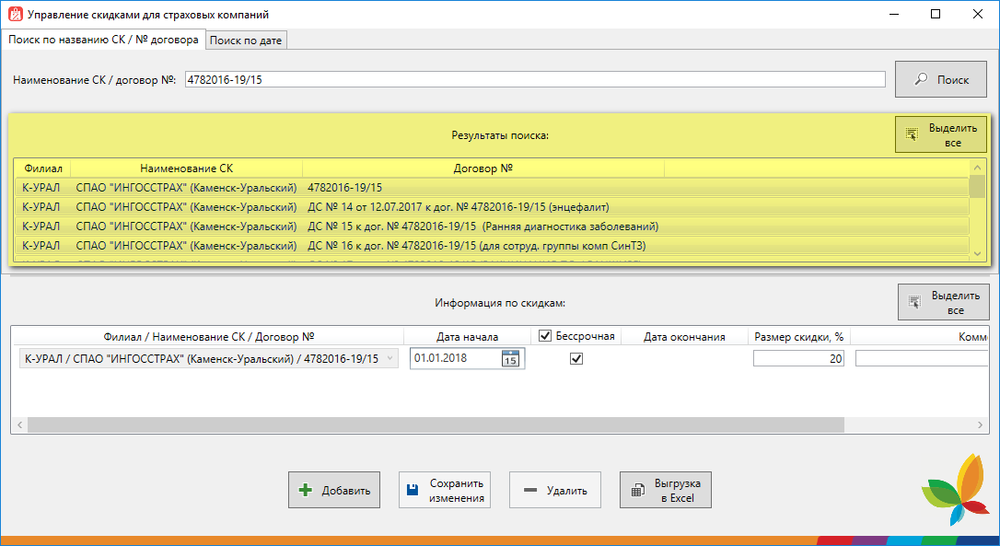 Управление скидками для страховых компаний
Поиск по названию СК / № договора Поиск по дате
Наименование СК / договор №: 4782016-19/15 Поиск
Результаты поиска: Выделить все
Филиал Наименование СК Договор №
К-УРАЛ СПАО "ИНГОССТРАХ" (Каменск-Уральский) 4782016-19/15
К-УРАЛ СПАО "ИНГОССТРАХ" (Каменск-Уральский) ДС № 14 от 12.07.2017 к дог. № 4782016-19/15 (энцефалит)
К-УРАЛ СПАО "ИНГОССТРАХ" (Каменск-Уральский) ДС № 15 к дог. № 4782016-19/15 (Ранняя диагностика заболеваний)
К-УРАЛ СПАО "ИНГОССТРАХ" (Каменск-Уральский) ДС № 16 к дог. № 4782016-19/15 (для сотруд. группы комп СинТЗ)
Информация по скидкам: Выделить все
Филиал / Наименование СК / Договор № Дата начала Бессрочная Дата окончания Размер скидки, % Комм
К-УРАЛ / СПАО "ИНГОССТРАХ" (Каменск-Уральский) / 4782016-19/15 01.01.2018 15 20
Добавить Сохранить изменения Удалить Выгрузка в Excel